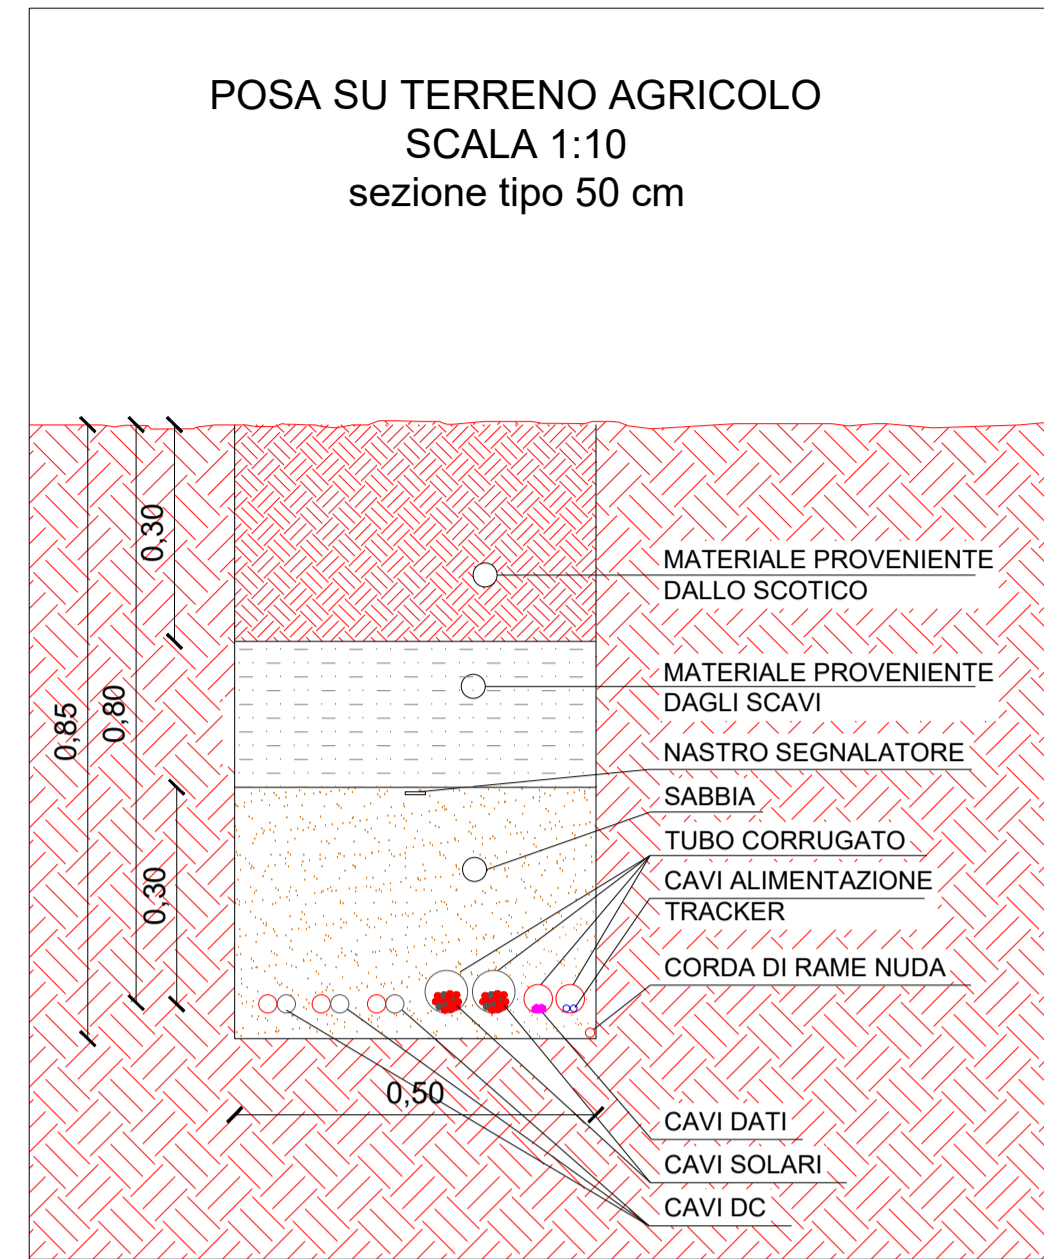 POSA SU TERRENO AGRICOLO
SCALA 1:10
sezione tipo 50 cm
0,30
0,80
0,85
0,30
0,50
MATERIALE PROVENIENTE
DALLO SCOTICO
MATERIALE PROVENIENTE
DAGLI SCAVI
NASTRO SEGNALATORE
SABBIA
TUBO CORRUGATO
CAVI ALIMENTAZIONE
TRACKER
CORDA DI RAME NUDA
CAVI DATI
CAVI SOLARI
CAVI DC